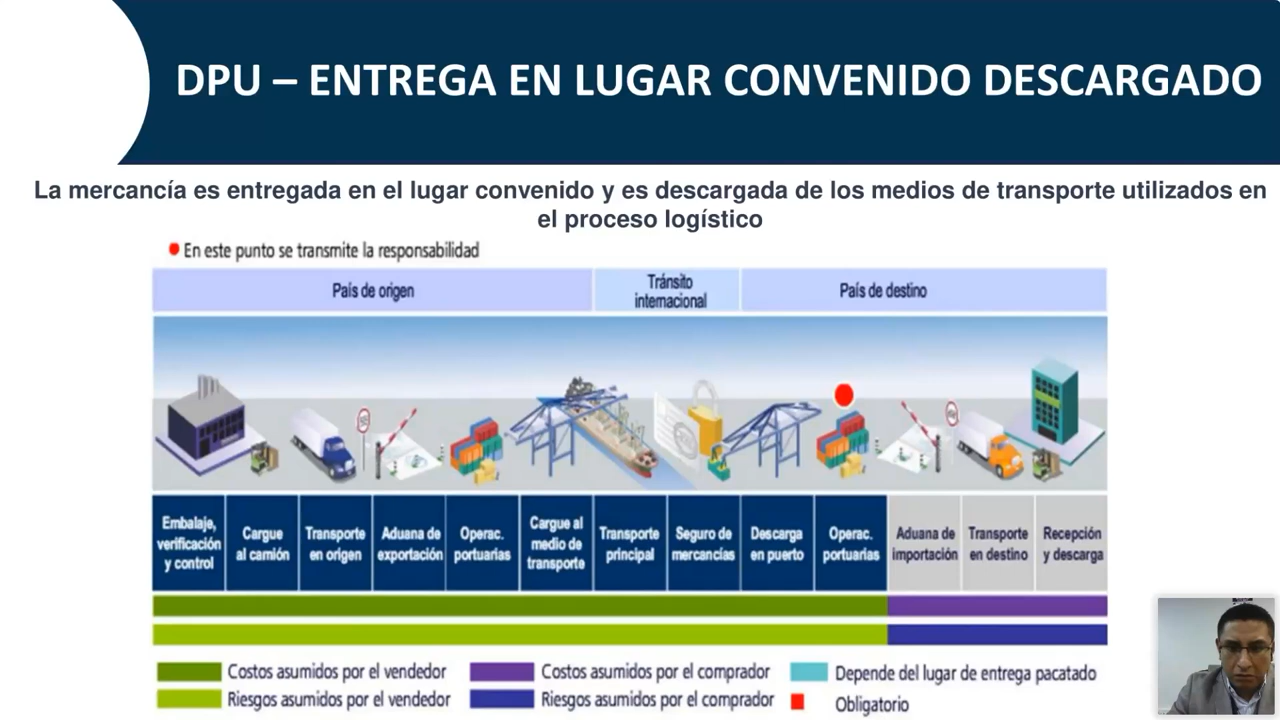 DPU – ENTREGA EN LUGAR CONVENIDO DESCARGADO
La mercancía es entregada en el lugar convenido y es descargada de los medios de transporte utilizados en
el proceso logístico
En este punto se transmite la responsabilidad
País de origen
Tránsito
internacional
País de destino
Embalaje,
verificación
y control
Cargue
al camión
Transporte
en origen
Aduana de
exportación
Operac.
portuarias
Cargue al
medio de
transporte
Transporte
principal
Seguro de
mercancías
Descarga
en puerto
Operac.
portuarias
Aduana de
importación
Transporte
en destino
Recepción
y descarga
Costos asumidos por el vendedor
Costos asumidos por el comprador
Depende del lugar de entrega pacatado
Riesgos asumidos por el vendedor
Riesgos asumidos por el comprador
Obligatorio